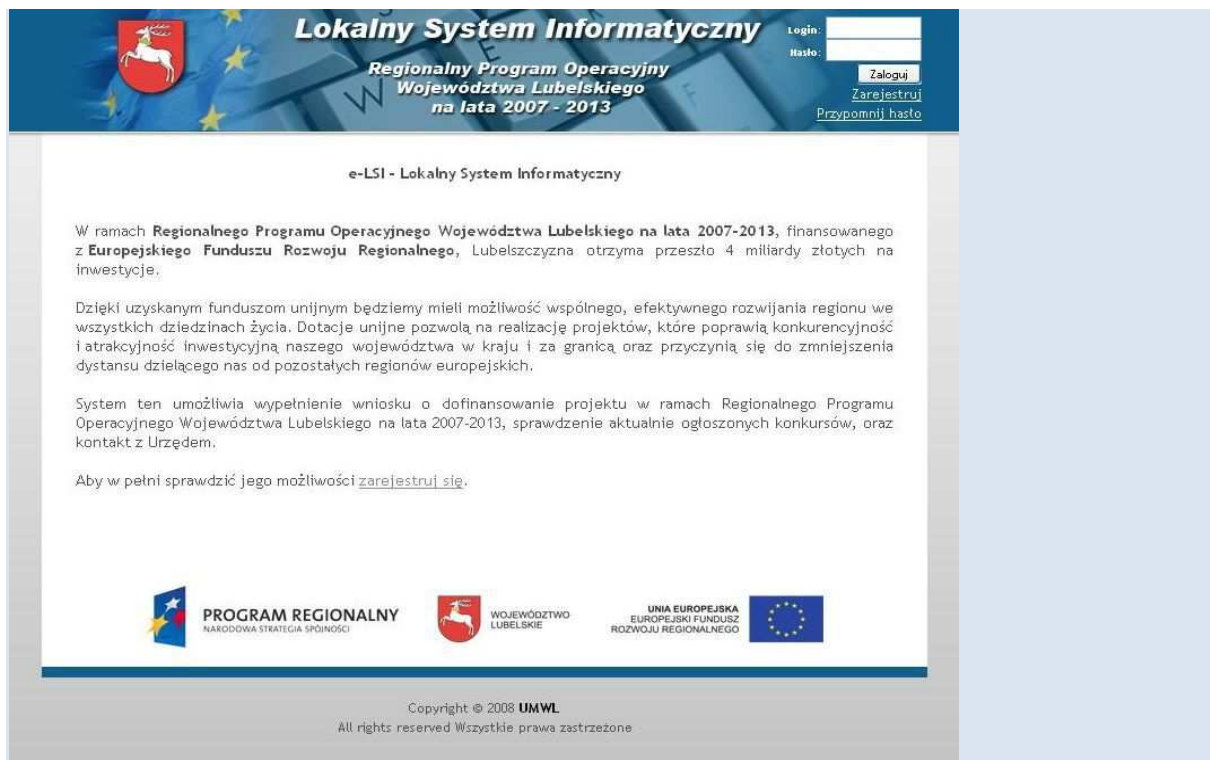 Lokalny System Informatyczny
Regionalny Program Operacyjny
Województwa Lubelskiego
na lata 2007 - 2013
Login:
Hasło:
Zaloguj
Zarejestruj
Przypomnij hasło
e-LSI - Lokalny System Informatyczny
W ramach Regionalnego Programu Operacyjnego Województwa Lubelskiego na lata 2007-2013, finansowanego
z Europejskiego Funduszu Rozwoju Regionalnego, Lubelszczyzna otrzyma przeszło 4 miliardy złotych na
inwestycje.
Dzięki uzyskanym funduszom unijnym będziemy mieli możliwość wspólnego, efektywnego rozwijania regionu we
wszystkich dziedzinach życia. Dotacje unijne pozwolą na realizację projektów, które poprawią konkurencyjność
i atrakcyjność inwestycyjną naszego województwa w kraju i za granicą oraz przyczynią się do zmniejszenia
dystansu dzielącego nas od pozostałych regionów europejskich.
System ten umożliwia wypełnienie wniosku o dofinansowanie projektu w ramach Regionalnego Programu
Operacyjnego Województwa Lubelskiego na lata 2007-2013, sprawdzenie aktualnie ogłoszonych konkursów, oraz
kontakt z Urzędem.
Aby w pełni sprawdzić jego możliwości zarejestruj się.
PROGRAM REGIONALNY
NARODOWA STRATEGIA SPÓJNOŚCI
WOJEWÓDZTWO
LUBELSKIE
UNIA EUROPEJSKA
EUROPEJSKI FUNDUSZ
ROZWOJU REGIONALNEGO
Copyright © 2008 UMWL
All rights reserved Wszystkie prawa zastrzeżone